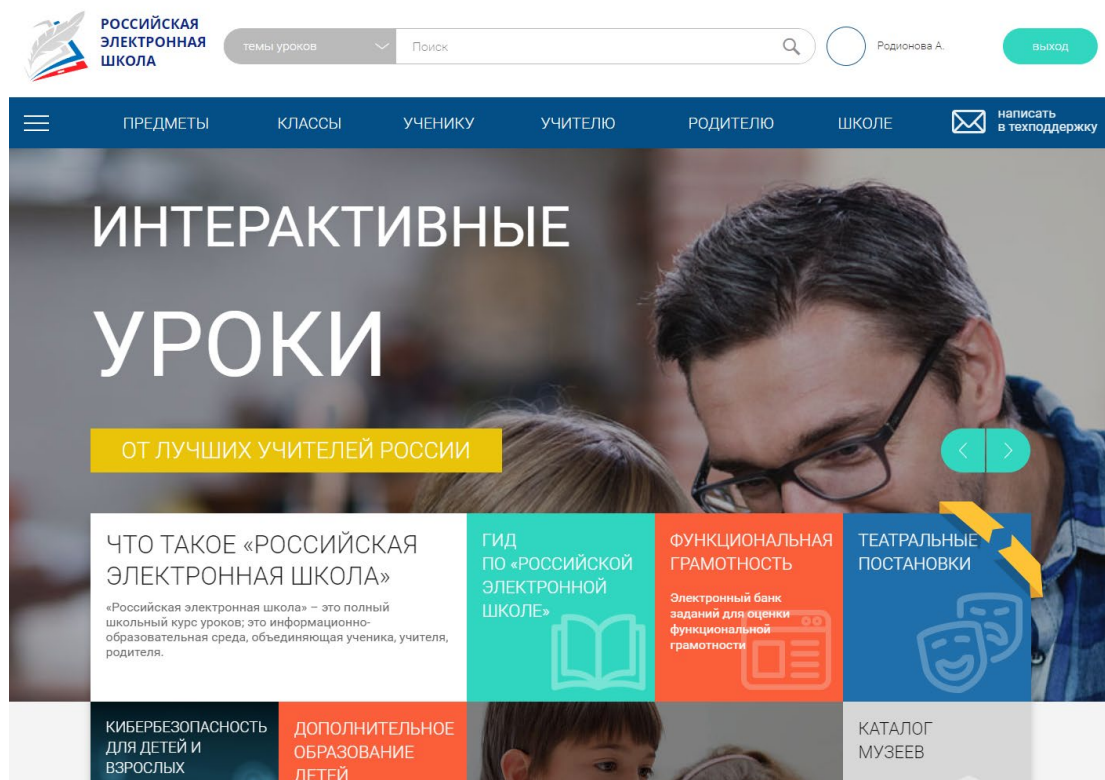 РОССИЙСКАЯ
ЭЛЕКТРОННАЯ
ШКОЛА
темы уроков
Поиск
Родионова А.
выход
ПРЕДМЕТЫ
КЛАССЫ
УЧЕНИКУ
УЧИТЕЛЮ
РОДИТЕЛЮ
ШКОЛЕ
написать
в техподдержку
ИНТЕРАКТИВНЫЕ
УРОКИ
ОТ ЛУЧШИХ УЧИТЕЛЕЙ РОССИИ
ЧТО ТАКОЕ «РОССИЙСКАЯ
ЭЛЕКТРОННАЯ ШКОЛА»
«Российская электронная школа» – это полный
школьный курс уроков; это информационно-
образовательная среда, объединяющая ученика, учителя,
родителя.
ГИД
ПО «РОССИЙСКОЙ
ЭЛЕКТРОННОЙ
ШКОЛЕ»
ФУНКЦИОНАЛЬНАЯ
ГРАМОТНОСТЬ
Электронный банк
заданий для оценки
функциональной
грамотности
ТЕАТРАЛЬНЫЕ
ПОСТАНОВКИ
КИБЕРБЕЗОПАСНОСТЬ
ДЛЯ ДЕТЕЙ И
ВЗРОСЛЫХ
ДОПОЛНИТЕЛЬНОЕ
ОБРАЗОВАНИЕ
ДЕТЕЙ
КАТАЛОГ
МУЗЕЕВ